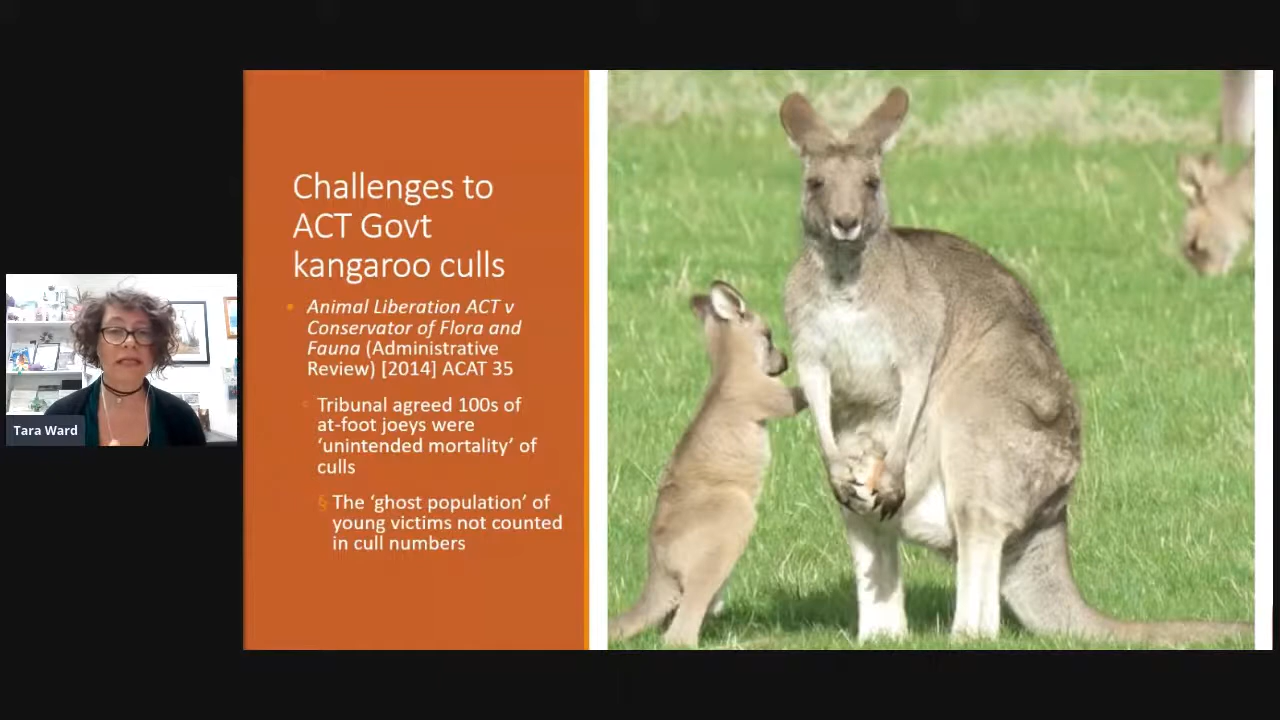 Challenges to
ACT Govt
kangaroo culls
• Animal Liberation ACT v
Conservator of Flora and
Fauna (Administrative
Review) [2014] ACAT 35
◦ Tribunal agreed 100s of
at-foot joeys were
‘unintended mortality’ of
culls
§ The ‘ghost population’ of
young victims not counted
in cull numbers
Tara Ward